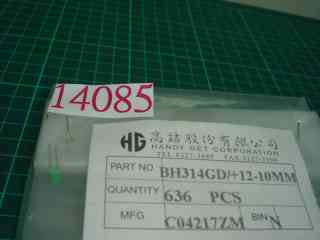 14085
HG 高喆股份有限公司
HANDY GET CORPORATION
PART NO. BH314GD/+12-10MM
QUANTITY 636 PCS
MFG C04217ZM BIN N